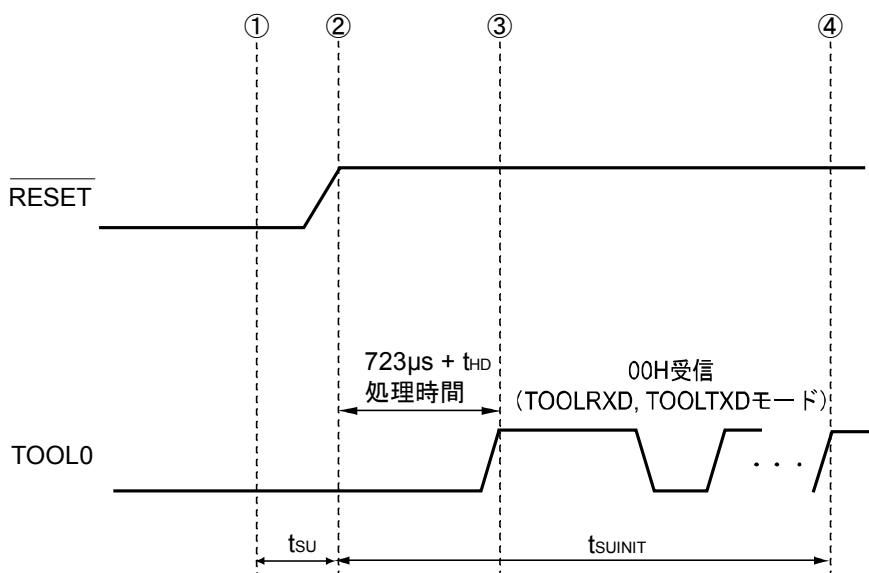 ① ② ③ ④
RESET
723µs + tHD
処理時間
00H受信
（TOOLRXD, TOOLTXDモード）
TOOL0
. . .
tSU
tSUINIT